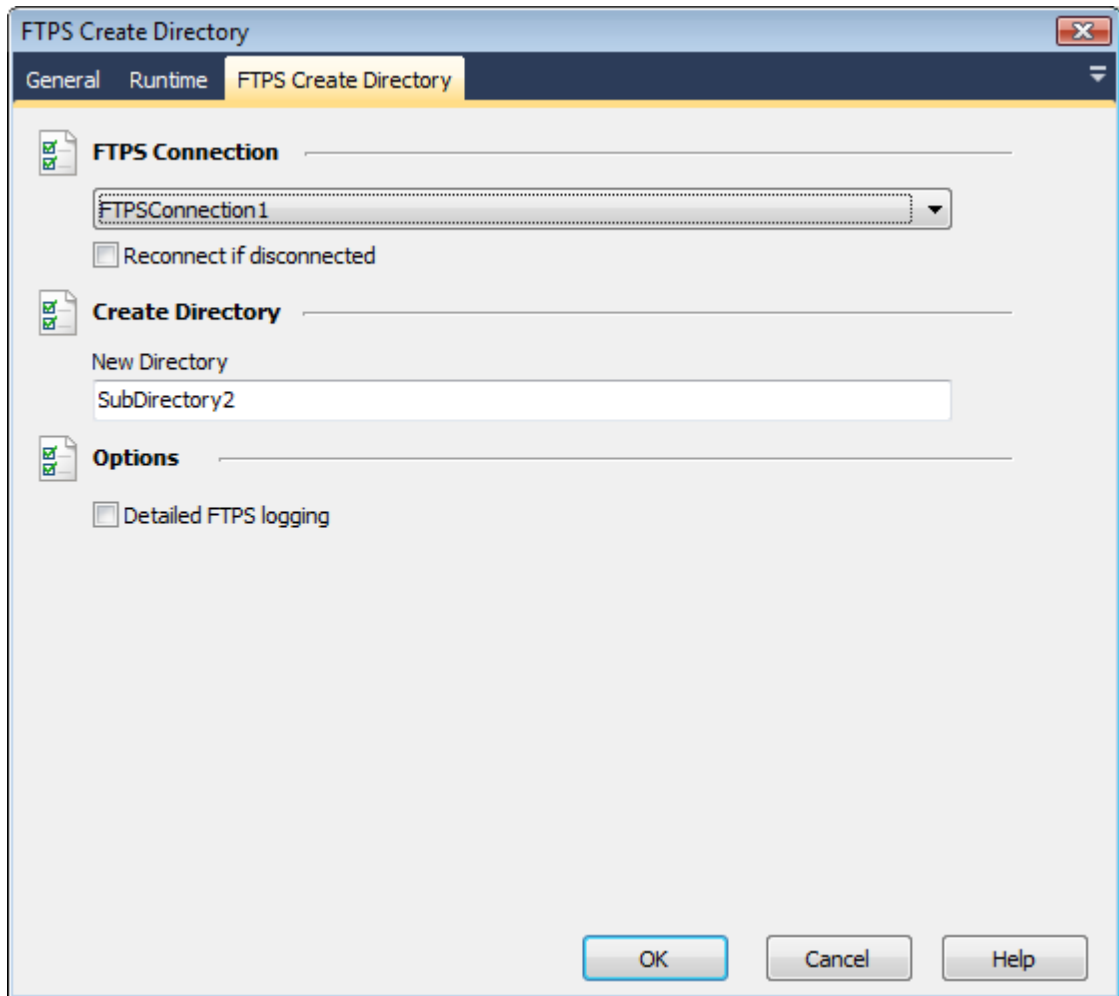 FTPS Create Directory
General Runtime FTPS Create Directory
FTPS Connection
FTPSConnection1
Reconnect if disconnected
Create Directory
New Directory
SubDirectory2
Options
Detailed FTPS logging
OK Cancel Help